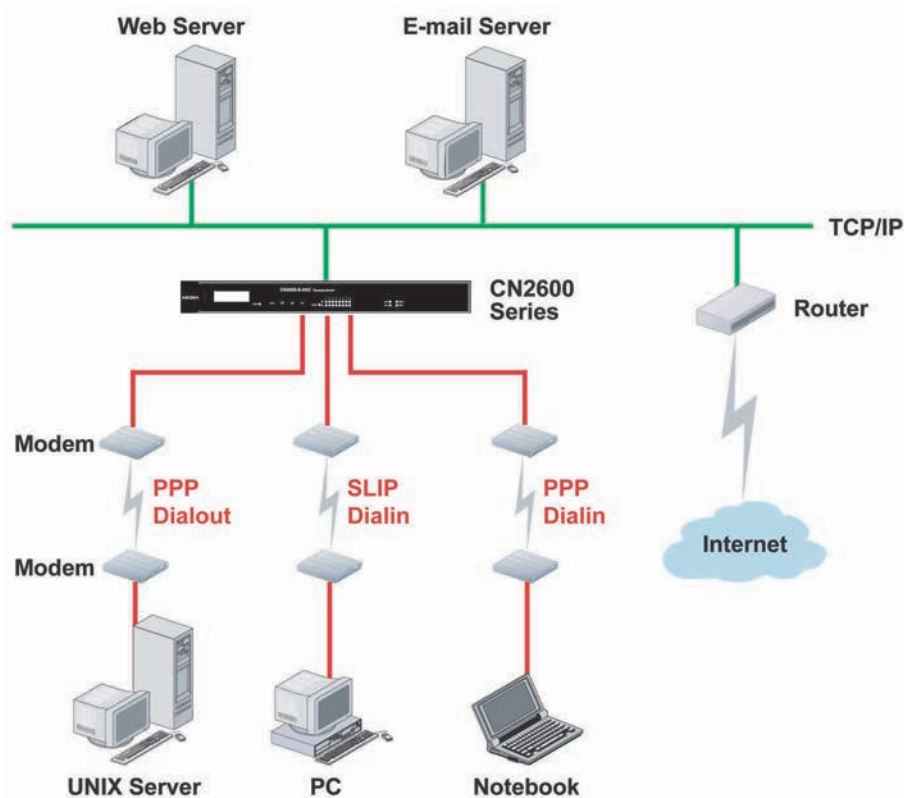 Web Server
E-mail Server
TCP/IP
MOXA
CN2600
Series
Router
Modem
PPP
Dialout
SLIP
Dialin
PPP
Dialin
Modem
Internet
UNIX Server
PC
Notebook